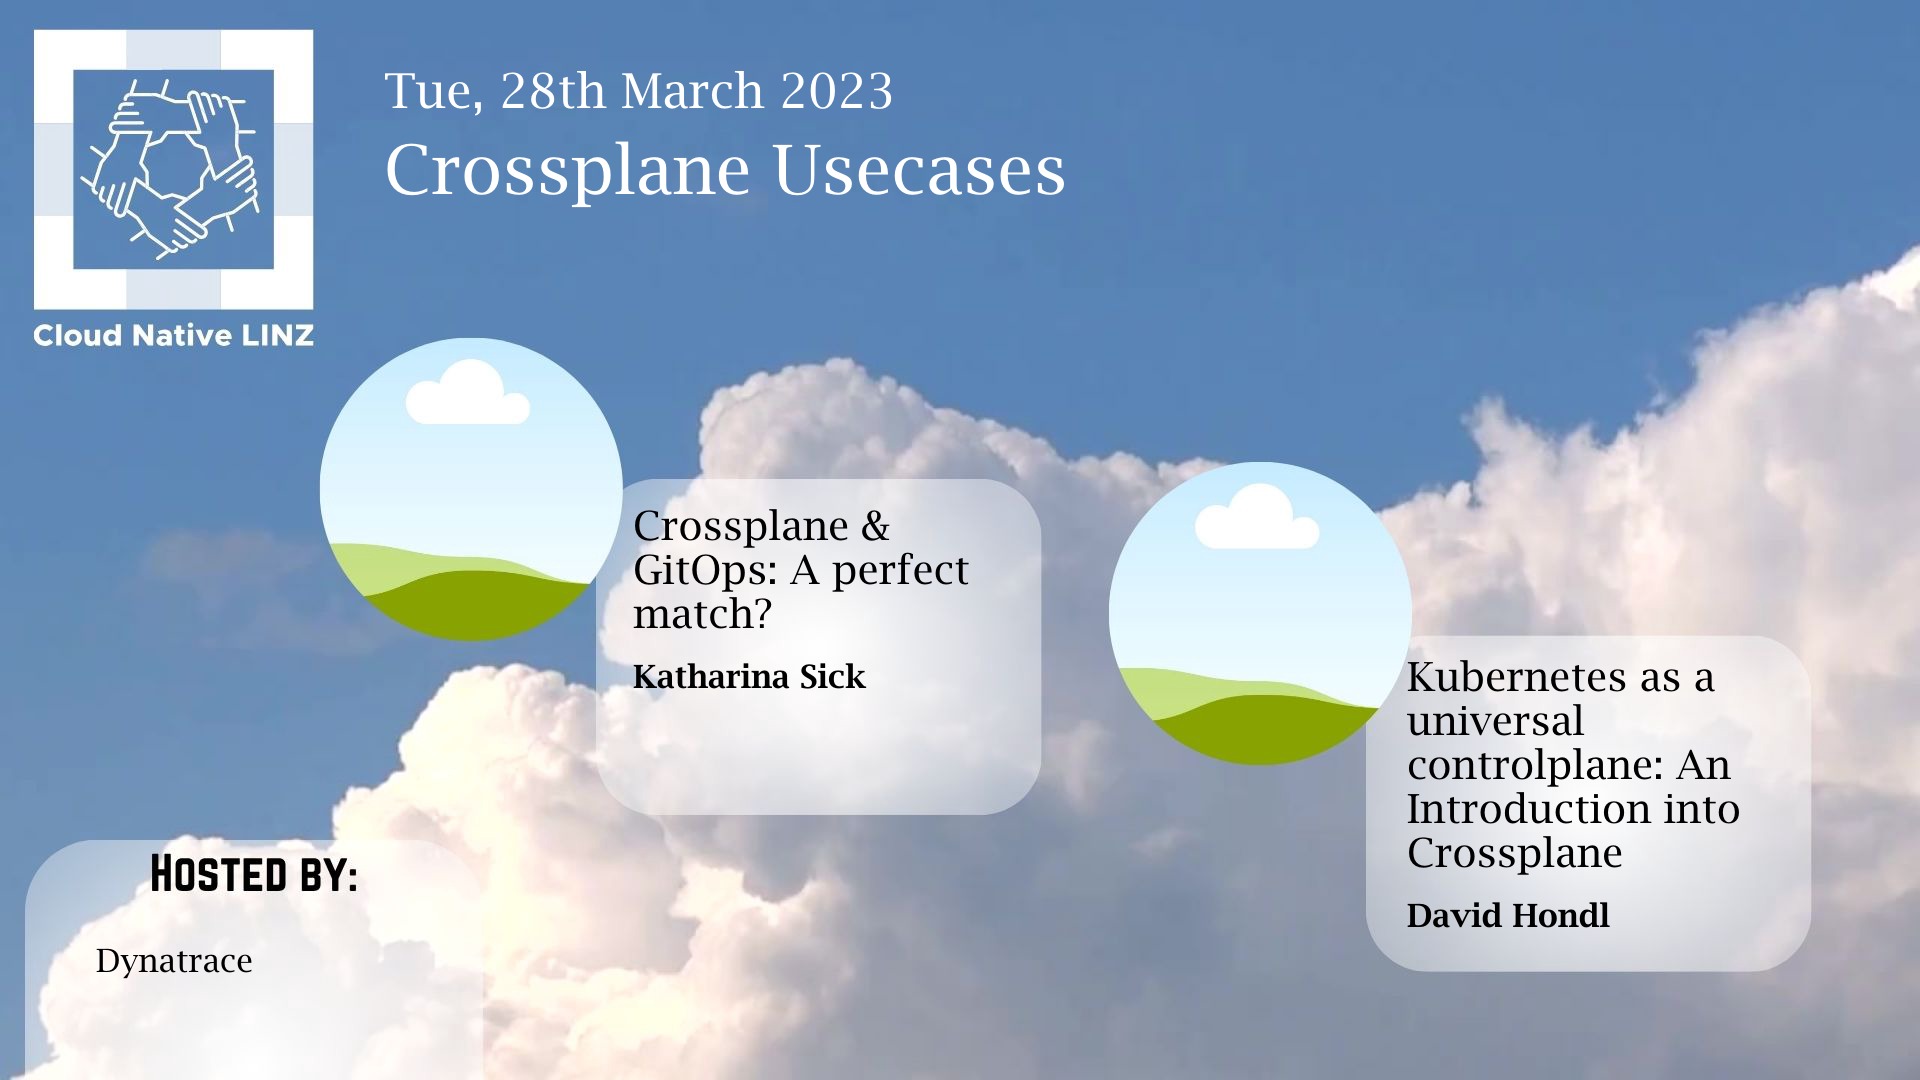 Tue, 28th March 2023
Crossplane Usecases
Cloud Native LINZ
Crossplane &
GitOps: A perfect
match?
Katharina Sick
Kubernetes as a
universal
controlplane: An
Introduction into
Crossplane
David Hondl
HOSTED BY:
Dynatrace